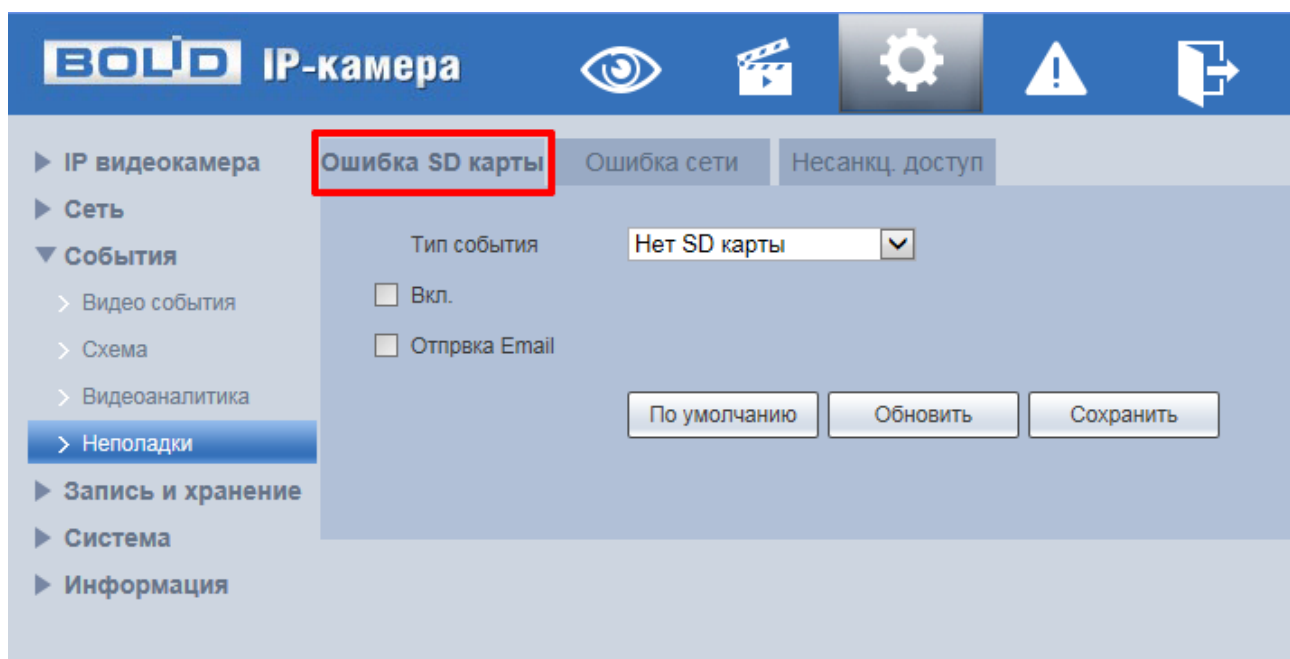 BOLID IP-камера
IP видеокамера
Сеть
События
Видео события
Схема
Видеоаналитика
Неполадки
Запись и хранение
Система
Информация
Ошибка SD карты Ошибка сети Несанкц. доступ
Тип события Нет SD карты
Вкл.
Отпрвка Email
По умолчанию Обновить Сохранить